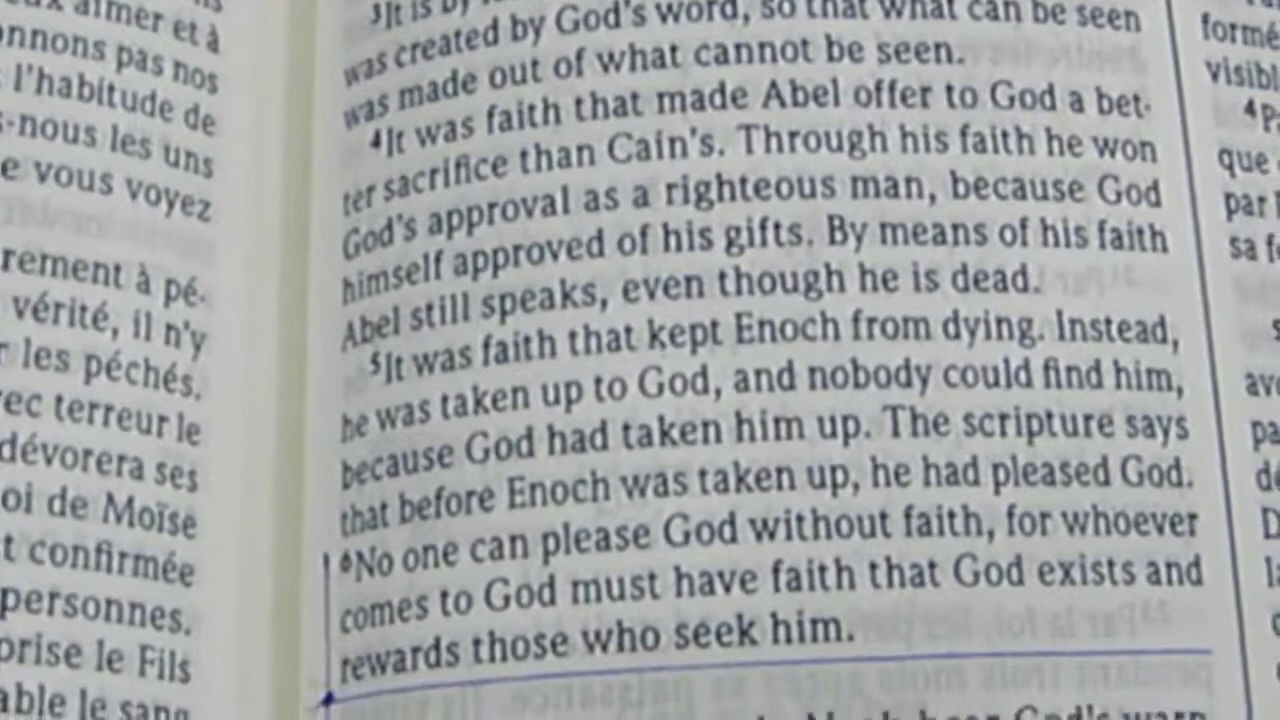 aimer et à
pas nos
l'habitude de
-nous les uns
vous voyez
à pé-
vérité, il n'y
les péchés.
terreur le
dévorera ses
de Moïse
confirmée
personnes.
le Fils
le sang
³It is by
was created by God's word, so that what can be seen
was made out of what cannot be seen.
⁴It was faith that made Abel offer to God a bet-
ter sacrifice than Cain's. Through his faith he won
God's approval as a righteous man, because God
himself approved of his gifts. By means of his faith
Abel still speaks, even though he is dead.
⁵It was faith that kept Enoch from dying. Instead,
he was taken up to God, and nobody could find him,
because God had taken him up. The scripture says
that before Enoch was taken up, he had pleased God.
⁶No one can please God without faith, for whoever
comes to God must have faith that God exists and
rewards those who seek him.
God's
formé
visibl
que
par
sa